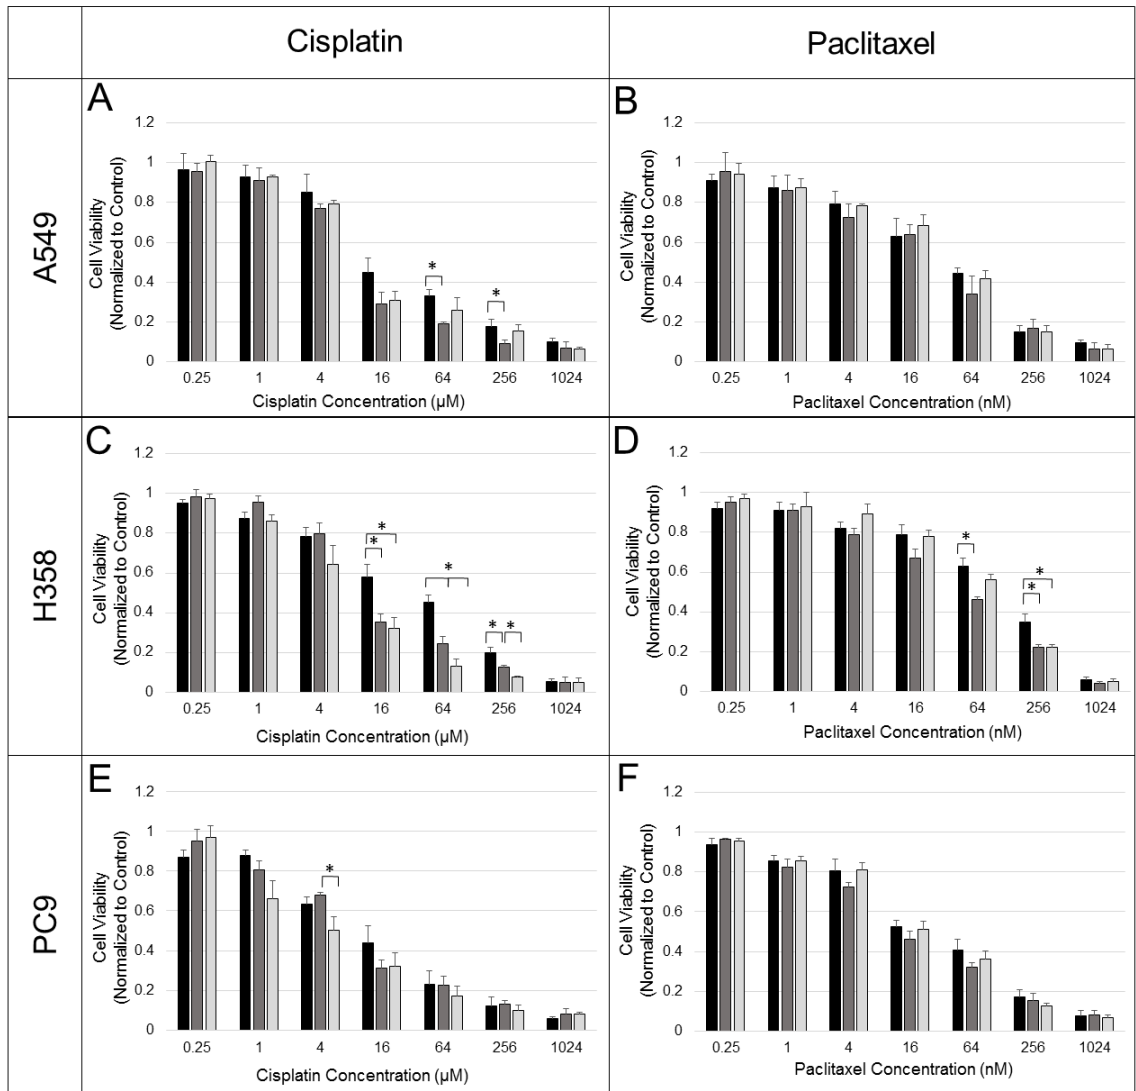 Cisplatin
Paclitaxel
A549
A
Cell Viability
(Normalized to Control)
1.2
1
0.8
0.6
0.4
0.2
0
* *
0.25 1 4 16 64 256 1024
Cisplatin Concentration (µM)
B
Cell Viability
(Normalized to Control)
1.2
1
0.8
0.6
0.4
0.2
0
0.25 1 4 16 64 256 1024
Paclitaxel Concentration (nM)
H358
C
Cell Viability
(Normalized to Control)
1.2
1
0.8
0.6
0.4
0.2
0
*
* *
* *
0.25 1 4 16 64 256 1024
Cisplatin Concentration (µM)
D
Cell Viability
(Normalized to Control)
1.2
1
0.8
0.6
0.4
0.2
0
*
*
*
0.25 1 4 16 64 256 1024
Paclitaxel Concentration (nM)
PC9
E
Cell Viability
(Normalized to Control)
1.2
1
0.8
0.6
0.4
0.2
0
*
0.25 1 4 16 64 256 1024
Cisplatin Concentration (µM)
F
Cell Viability
(Normalized to Control)
1.2
1
0.8
0.6
0.4
0.2
0
0.25 1 4 16 64 256 1024
Paclitaxel Concentration (nM)